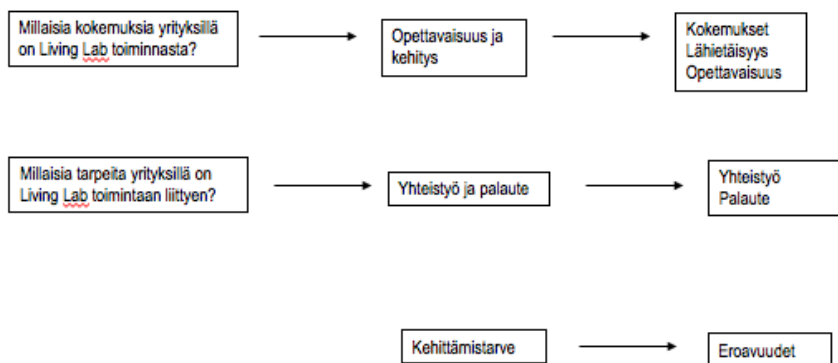 Millaisia kokemuksia yrityksillä
on Living Lab toiminnasta?
Opettavaisuus ja
kehitys
Kokemukset
Lähietäisyys
Opettavaisuus
Millaisia tarpeita yrityksillä on
Living Lab toimintaan liittyen?
Yhteistyö ja palaute
Yhteistyö
Palaute
Kehittämistarve
Eroavuudet